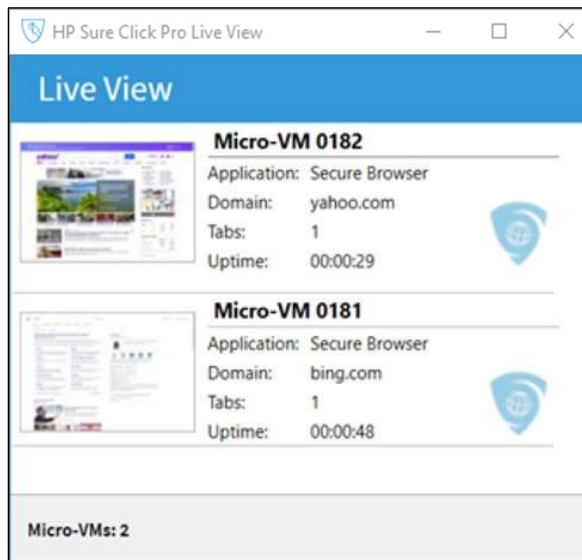 HP Sure Click Pro Live View
Live View
Micro-VM 0182
Application: Secure Browser
Domain: yahoo.com
Tabs: 1
Uptime: 00:00:29
Micro-VM 0181
Application: Secure Browser
Domain: bing.com
Tabs: 1
Uptime: 00:00:48
Micro-VMs: 2